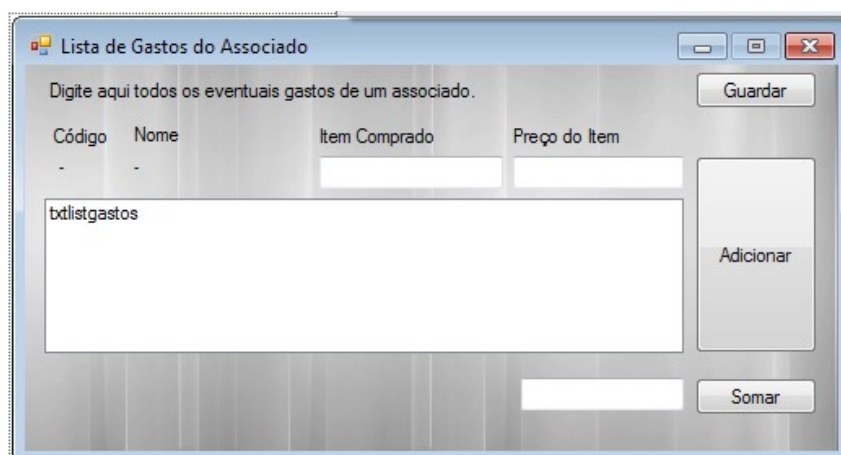 Lista de Gastos do Associado
Digite aqui todos os eventuais gastos de um associado.
Guardar
Código Nome Item Comprado Preço do Item
- -
txtlistgastos
Adicionar
Somar